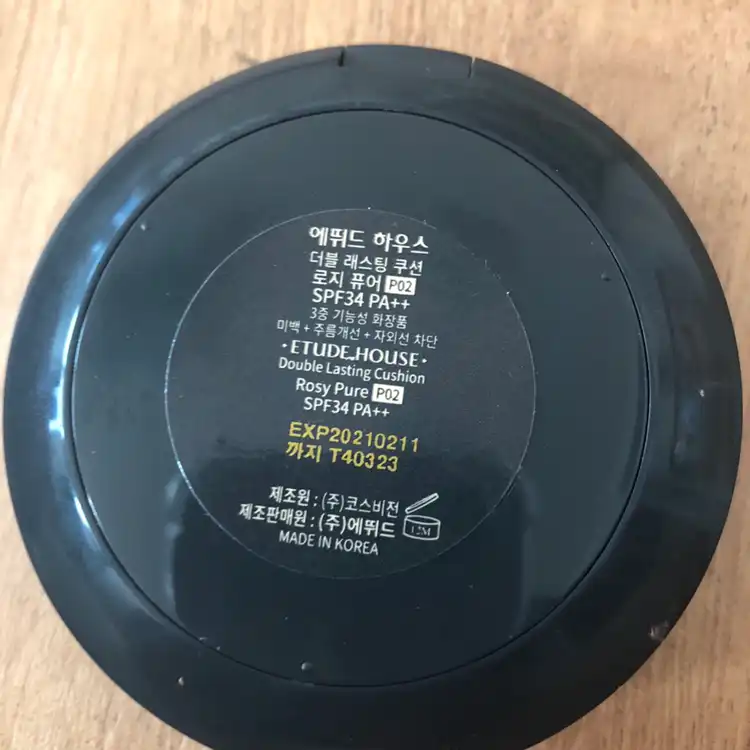 에뛰드 하우스
더블 래스팅 쿠션
로지 퓨어 P02
SPF34 PA++
3중 기능성 화장품
미백 + 주름개선 + 자외선 차단
·ETUDE HOUSE·
Double Lasting Cushion
Rosy Pure P02
SPF34 PA++
EXP20210211
까지 T40323
제조원 : (주)코스비전
제조판매원 : (주)에뛰드 12M
MADE IN KOREA